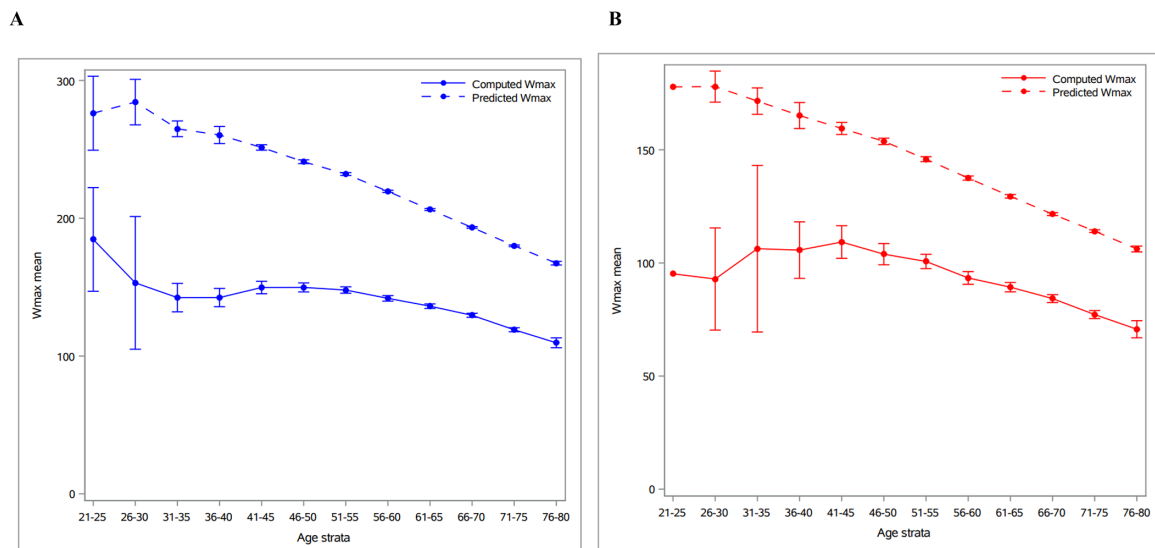 A
300
200
100
0
Wmax mean
Computed Wmax
Predicted Wmax
21-25 26-30 31-35 36-40 41-45 46-50 51-55 56-60 61-65 66-70 71-75 76-80
Age strata
B
150
100
50
0
Wmax mean
Computed Wmax
Predicted Wmax
21-25 26-30 31-35 36-40 41-45 46-50 51-55 56-60 61-65 66-70 71-75 76-80
Age strata